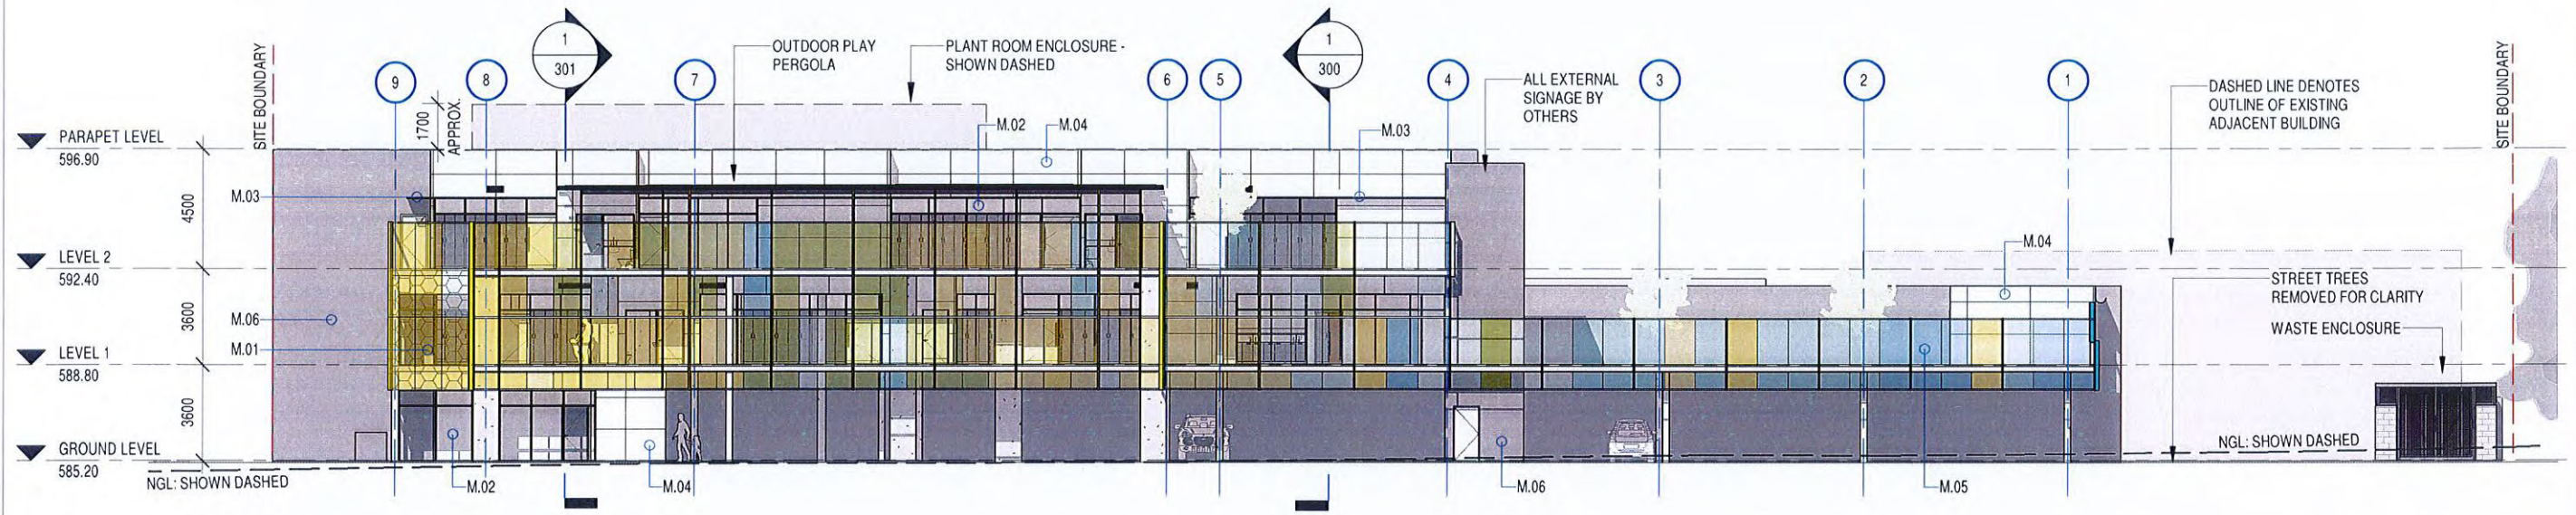 SITE BOUNDARY
9
8
1
301
7
OUTDOOR PLAY
PERGOLA
PLANT ROOM ENCLOSURE -
SHOWN DASHED
6
5
1
300
4
ALL EXTERNAL
SIGNAGE BY
OTHERS
3
2
1
DASHED LINE DENOTES
OUTLINE OF EXISTING
ADJACENT BUILDING
SITE BOUNDARY
1700
APPROX.
PARAPET LEVEL
596.90
M.02
M.04
M.03
4500
M.03
LEVEL 2
592.40
M.04
STREET TREES
REMOVED FOR CLARITY
3600
M.06
WASTE ENCLOSURE
M.01
LEVEL 1
588.80
3600
GROUND LEVEL
585.20
NGL: SHOWN DASHED
NGL: SHOWN DASHED
M.02
M.04
M.06
M.05